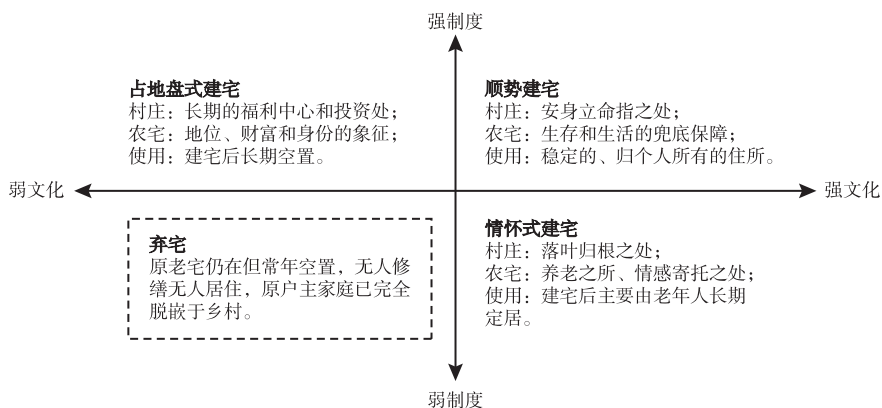 强制度
占地盘式建宅
村庄：长期的福利中心和投资处；
农宅：地位、财富和身份的象征；
使用：建宅后长期空置。
顺势建宅
村庄：安身立命指之处；
农宅：生存和生活的兜底保障；
使用：稳定的、归个人所有的住所。
弱文化
强文化
弃宅
原老宅仍在但常年空置，无人修
缮无人居住，原户主家庭已完全
脱嵌于乡村。
情怀式建宅
村庄：落叶归根之处；
农宅：养老之所、情感寄托之处；
使用：建宅后主要由老年人长期
定居。
弱制度